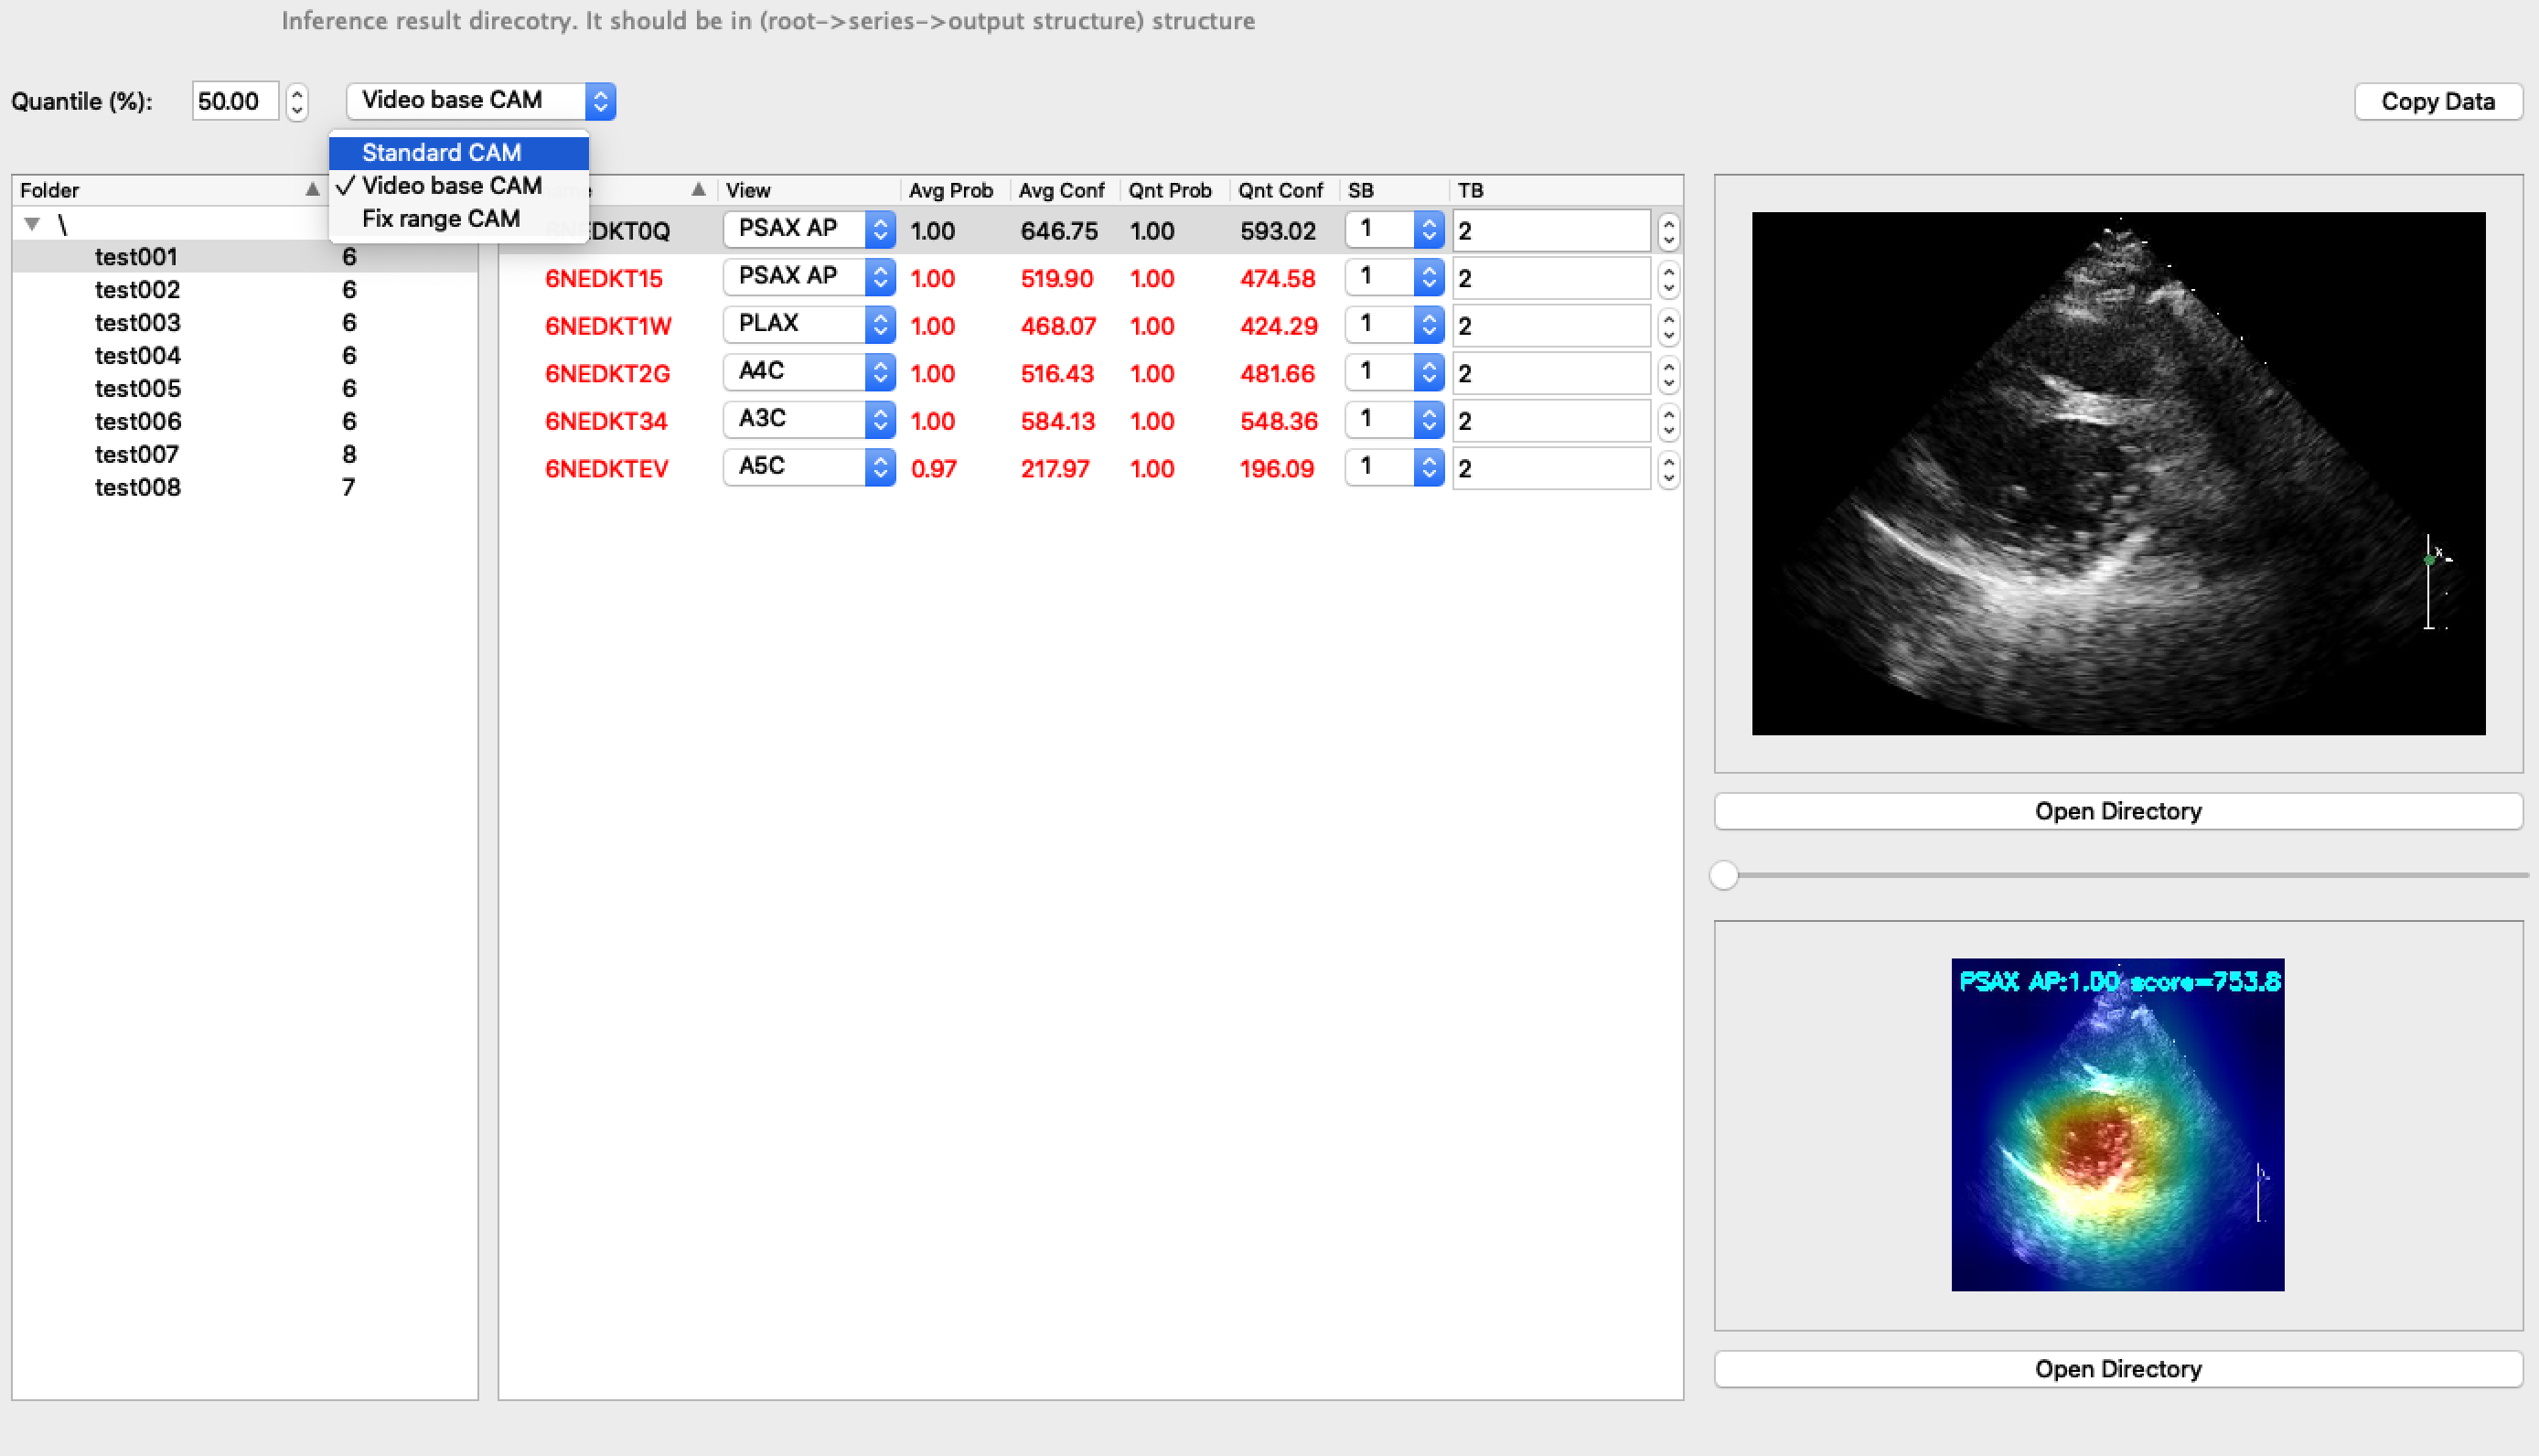 Inference result direcotry. It should be in (root->series->output structure) structure
Quantile (%): 50.00 Video base CAM Copy Data
Standard CAM
Video base CAM
Fix range CAM
Folder
\
test001 6
test002 6
test003 6
test004 6
test005 6
test006 6
test007 8
test008 7
View Avg Prob Avg Conf Qnt Prob Qnt Conf SB TB
6NEDKT0Q PSAX AP 1.00 646.75 1.00 593.02 1 2
6NEDKT15 PSAX AP 1.00 519.90 1.00 474.58 1 2
6NEDKT1W PLAX 1.00 468.07 1.00 424.29 1 2
6NEDKT2G A4C 1.00 516.43 1.00 481.66 1 2
6NEDKT34 A3C 1.00 584.13 1.00 548.36 1 2
6NEDKTEV A5C 0.97 217.97 1.00 196.09 1 2
Open Directory
PSAX AP:1.00 score=753.8
Open Directory